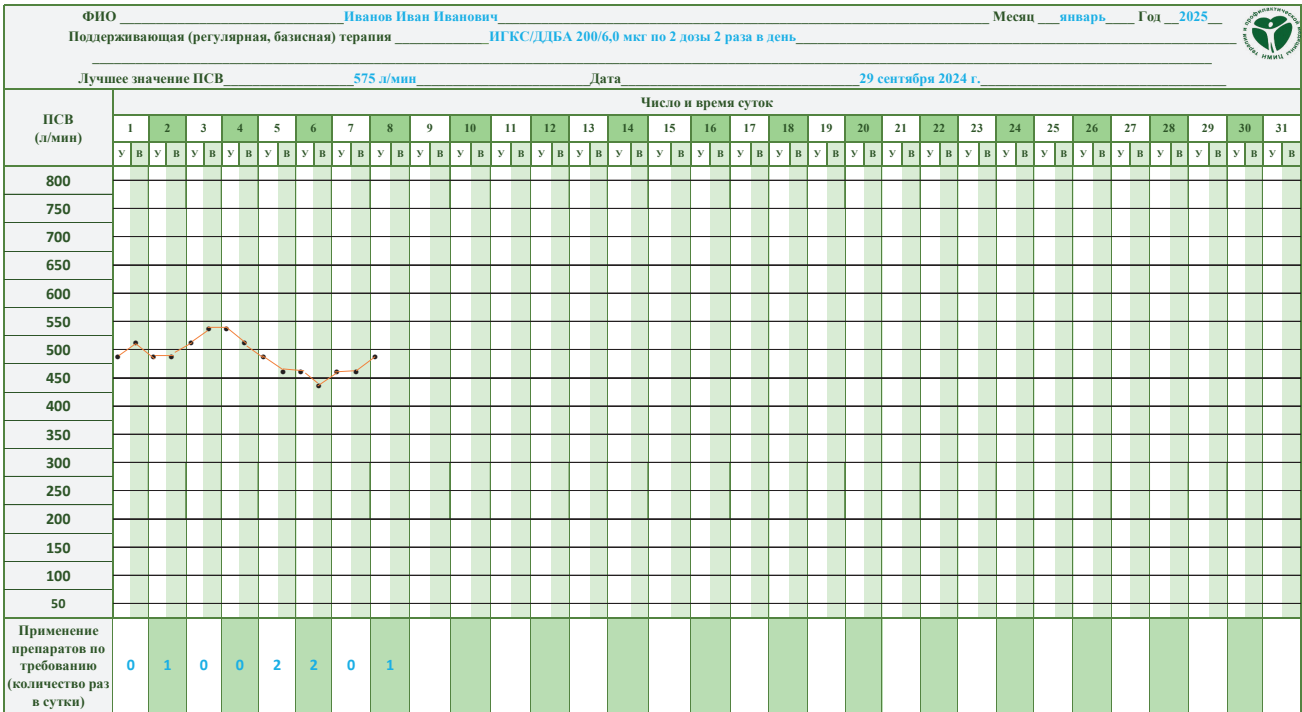 ФИО Иванов Иван Иванович Месяц январь Год 2025
Поддерживающая (регулярная, базисная) терапия ИГКС/ДДБА 200/6,0 мкг по 2 дозы 2 раза в день
Лучшее значение ПСВ 575 л/мин Дата 29 сентября 2024 г.
терапии и профилактической медицины НМИЦ
ПСВ
(л/мин)
Число и время суток
1 2 3 4 5 6 7 8 9 10 11 12 13 14 15 16 17 18 19 20 21 22 23 24 25 26 27 28 29 30 31
У В У В У В У В У В У В У В У В У В У В У В У В У В У В У В У В У В У В У В У В У В У В У В У В У В У В У В У В У В У В У В
800
750
700
650
600
550
500
450
400
350
300
250
200
150
100
50
Применение
препаратов по
требованию
(количество раз
в сутки)
0 1 0 0 2 2 0 1